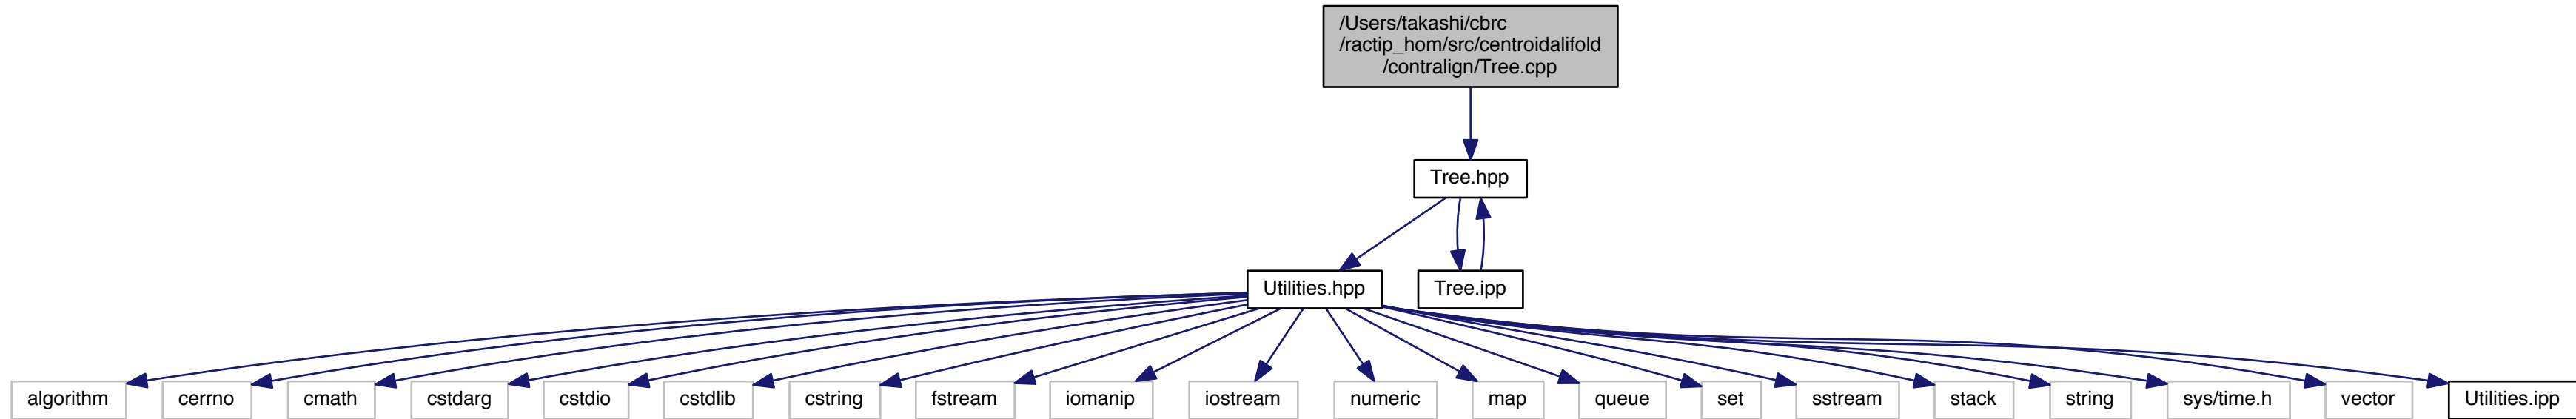 /Users/takashi/cbrc
/ractip_hom/src/centroidalifold
/contralign/Tree.cpp
Tree.hpp
Utilities.hpp
Tree.ipp
algorithm
cerrno
cmath
cstdarg
cstdio
cstdlib
cstring
fstream
iomanip
iostream
numeric
map
queue
set
sstream
stack
string
sys/time.h
vector
Utilities.ipp